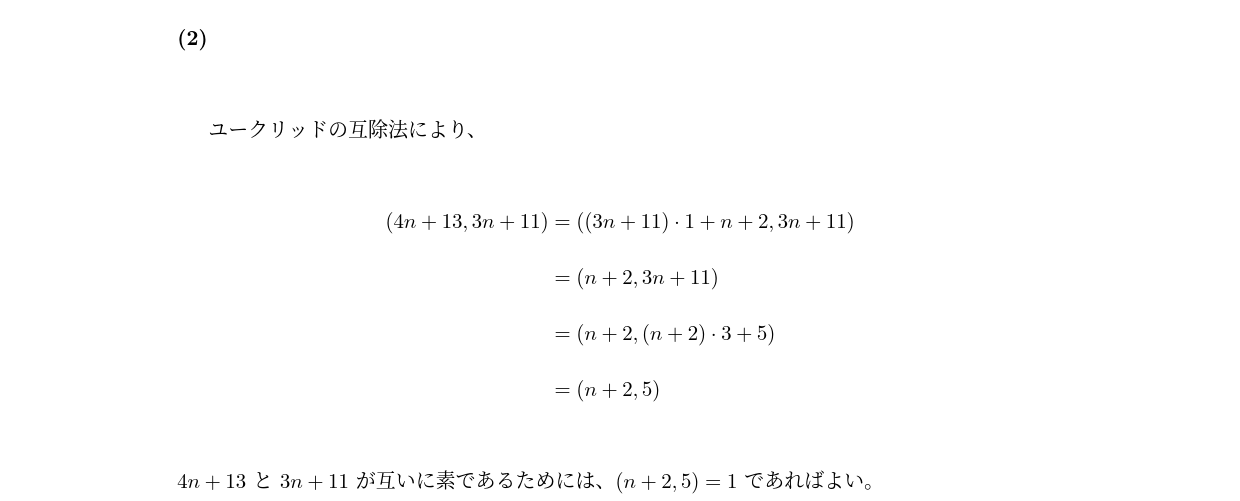 (2)
ユークリッドの互除法により、
(4n + 13, 3n + 11) = ((3n + 11) · 1 + n + 2, 3n + 11)
= (n + 2, 3n + 11)
= (n + 2, (n + 2) · 3 + 5)
= (n + 2, 5)
4n + 13 と 3n + 11 が互いに素であるためには、(n + 2, 5) = 1 であればよい。